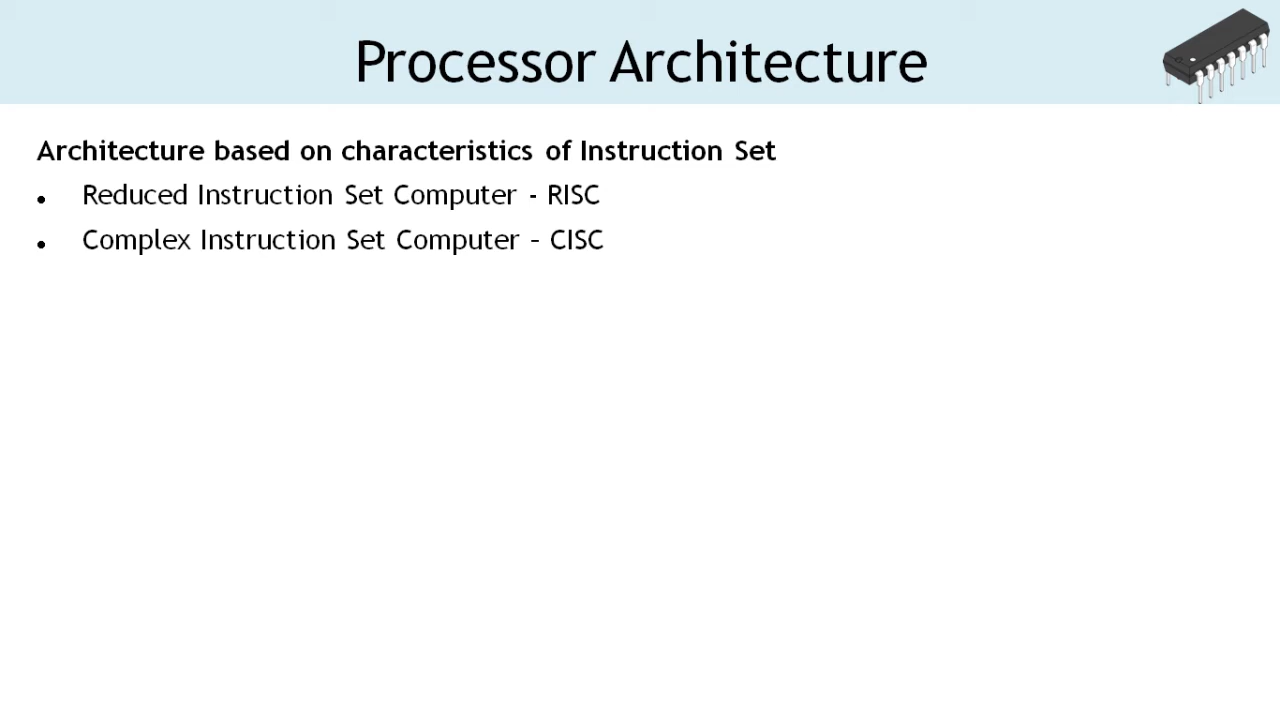 Processor Architecture
Architecture based on characteristics of Instruction Set
• Reduced Instruction Set Computer - RISC
• Complex Instruction Set Computer – CISC